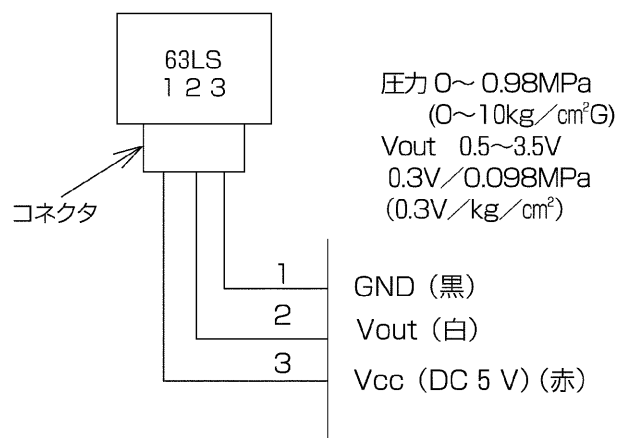 63LS
1 2 3
コネクタ
圧力 0～ 0.98MPa
(0～10kg／cm²G)
Vout 0.5～3.5V
0.3V／0.098MPa
(0.3V／kg／cm²)
1
GND (黒)
2
Vout (白)
3
Vcc (DC 5 V) (赤)